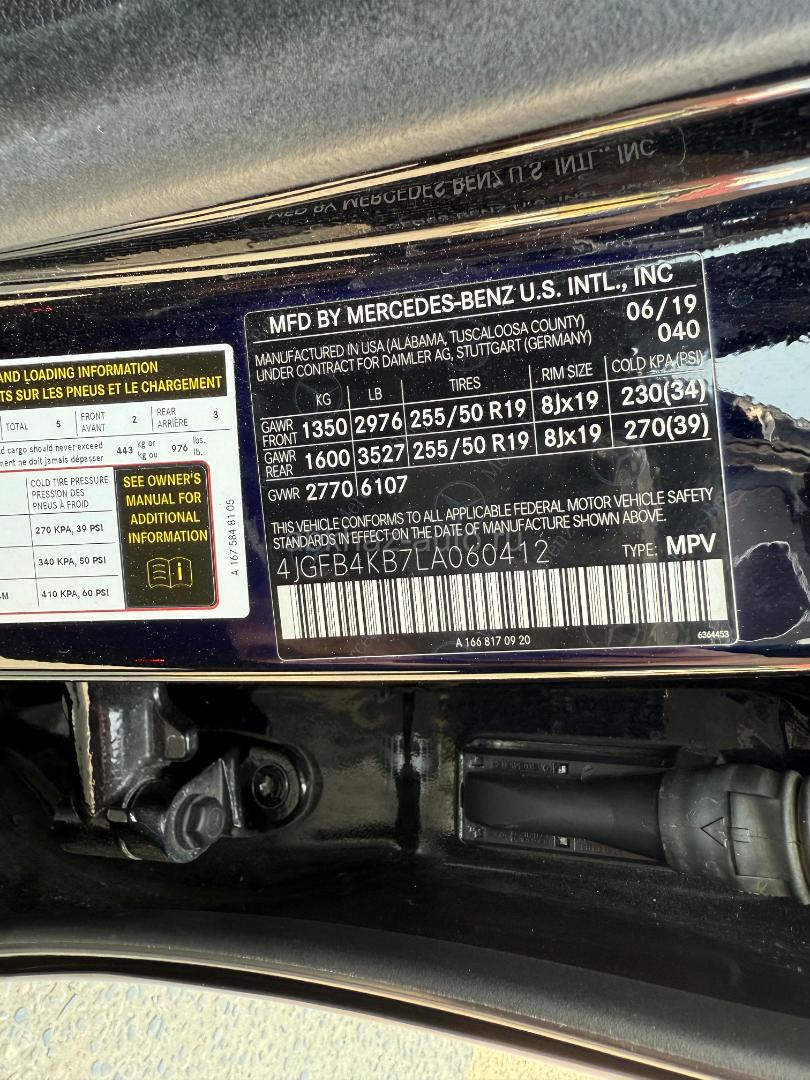 MFD BY MERCEDES BENZ U.S. INTL., INC
MFD BY MERCEDES-BENZ U.S. INTL., INC
MANUFACTURED IN USA (ALABAMA, TUSCALOOSA COUNTY) 06/19
UNDER CONTRACT FOR DAIMLER AG, STUTTGART (GERMANY) 040
KG LB TIRES RIM SIZE COLD KPA (PSI)
GAWR FRONT 1350 2976 255/50 R19 8Jx19 230(34)
GAWR REAR 1600 3527 255/50 R19 8Jx19 270(39)
GVWR 2770 6107
THIS VEHICLE CONFORMS TO ALL APPLICABLE FEDERAL MOTOR VEHICLE SAFETY
STANDARDS IN EFFECT ON THE DATE OF MANUFACTURE SHOWN ABOVE.
4JGFB4KB7LA060412 TYPE: MPV
A 166 817 09 20 6364453
AND LOADING INFORMATION
SUR LES PNEUS ET LE CHARGEMENT
TOTAL 5 FRONT AVANT 2 REAR ARRIÈRE 3
cargo should never exceed 443 kg or 976 lbs.
ne doit jamais dépasser kg ou lb.
COLD TIRE PRESSURE
PRESSION DES
PNEUS À FROID
270 KPA, 39 PSI
340 KPA, 50 PSI
410 KPA, 60 PSI
SEE OWNER'S
MANUAL FOR
ADDITIONAL
INFORMATION
A 167 584 81 05